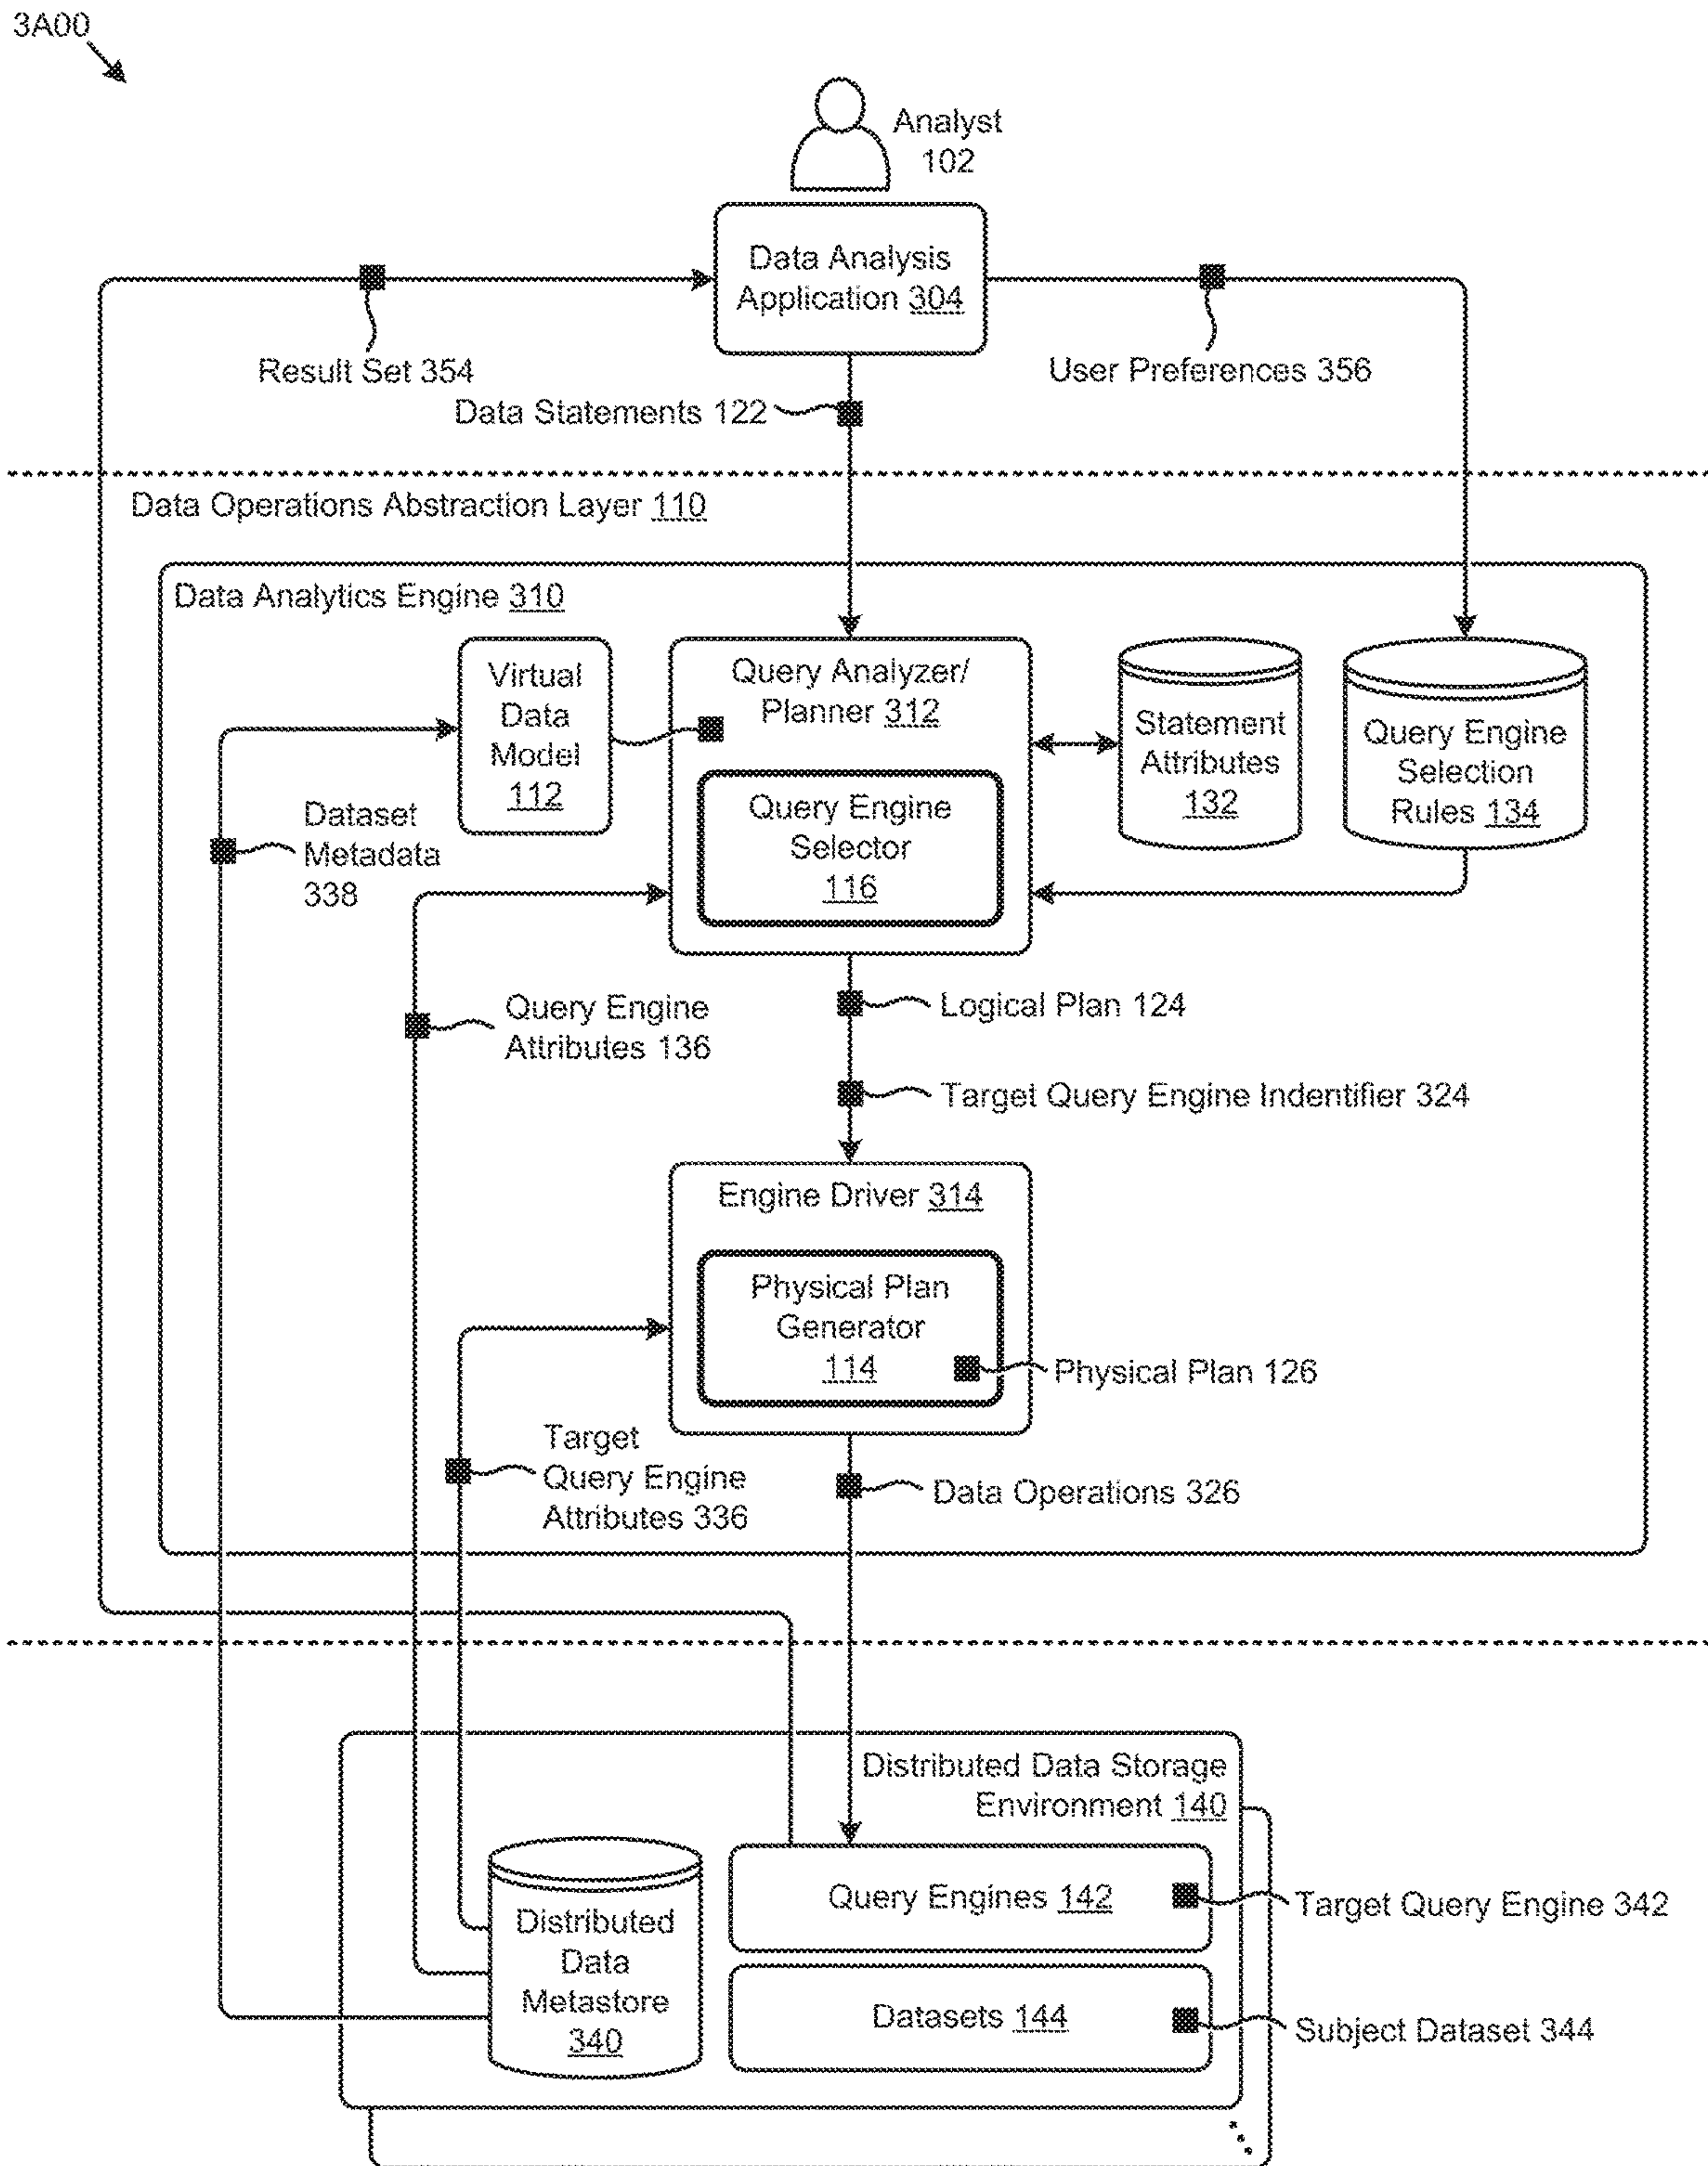 3A00
Analyst
102
Data Analysis
Application 304
Result Set 354
User Preferences 356
Data Statements 122
Data Operations Abstraction Layer 110
Data Analytics Engine 310
Virtual
Data
Model
112
Query Analyzer/
Planner 312
Query Engine
Selector
116
Statement
Attributes
132
Query Engine
Selection
Rules 134
Dataset
Metadata
338
Query Engine
Attributes 136
Logical Plan 124
Target Query Engine Indentifier 324
Engine Driver 314
Physical Plan
Generator
114
Physical Plan 126
Target
Query Engine
Attributes 336
Data Operations 326
Distributed Data Storage
Environment 140
Distributed
Data
Metastore
340
Query Engines 142
Target Query Engine 342
Datasets 144
Subject Dataset 344